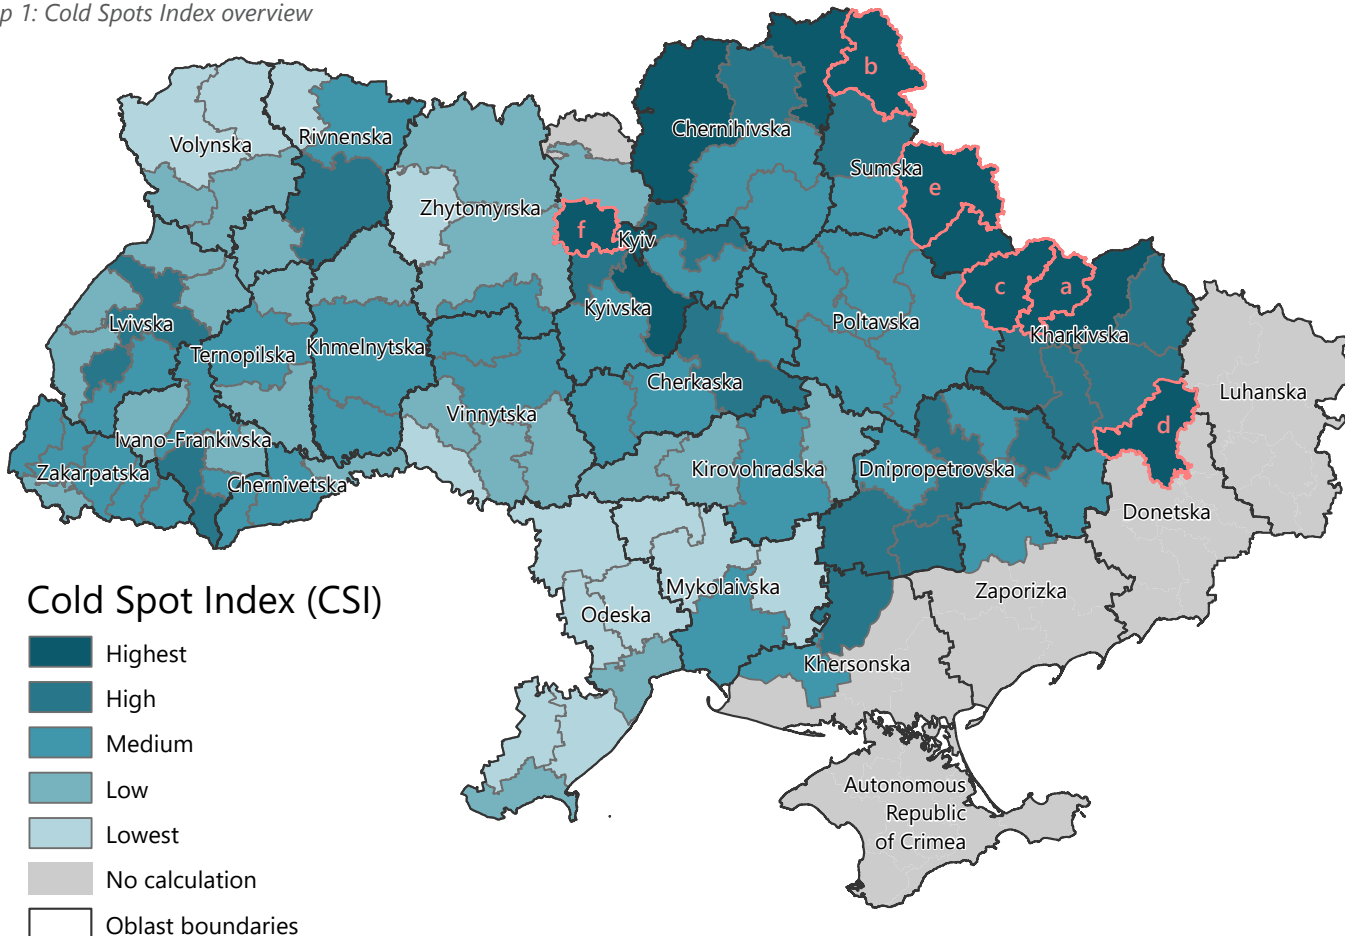 p 1: Cold Spots Index overview
b
Chernihivska
Rivnenska
Volynska
Sumska
e
Zhytomyrska
f
Kyiv
c
a
Kyivska
Lvivska
Poltavska
Kharkivska
Khmelnytska
Ternopilska
Cherkaska
Luhanska
Vinnytska
d
Ivano-Frankivska
Zakarpatska
Kirovohradska
Dnipropetrovska
Chernivetska
Donetska
Mykolaivska
Zaporizka
Odeska
Khersonska
Autonomous
Republic
of Crimea
Cold Spot Index (CSI)
Highest
High
Medium
Low
Lowest
No calculation
Oblast boundaries